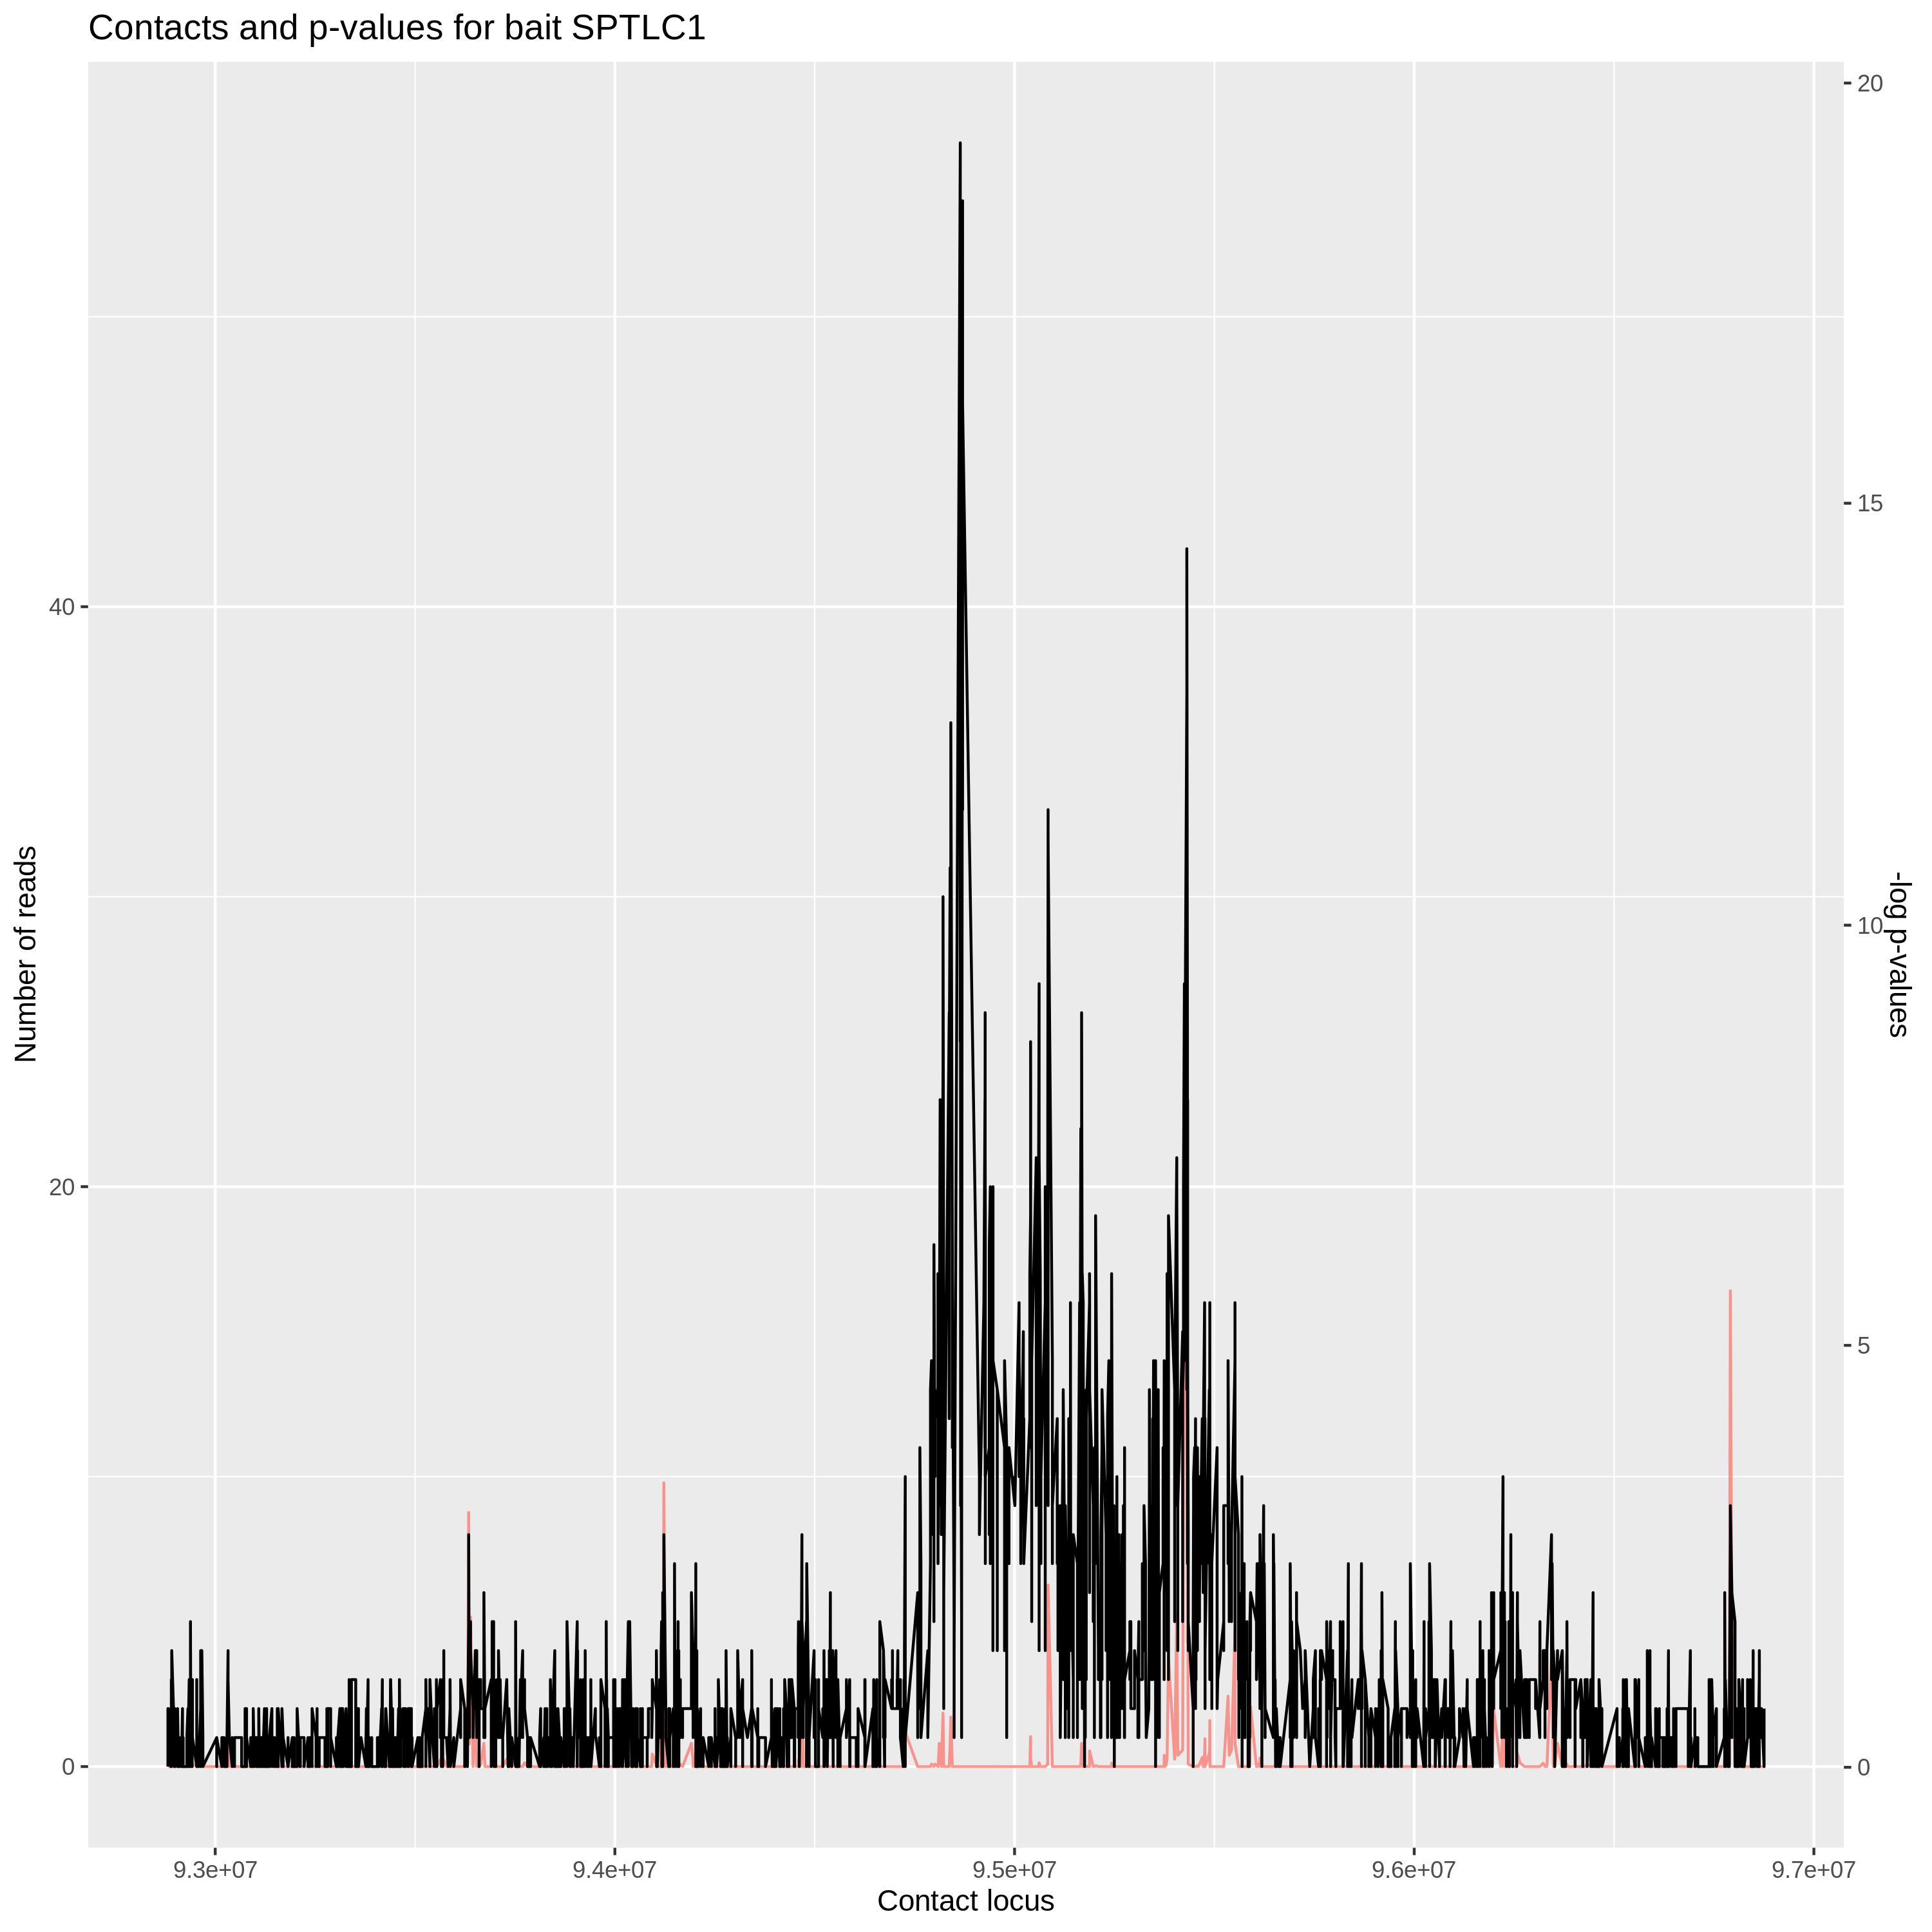 Contacts and p-values for bait SPTLC1
Number of reads
40
20
0
20
15
10
5
0
-log p-values
9.3e+07 9.4e+07 9.5e+07 9.6e+07 9.7e+07
Contact locus